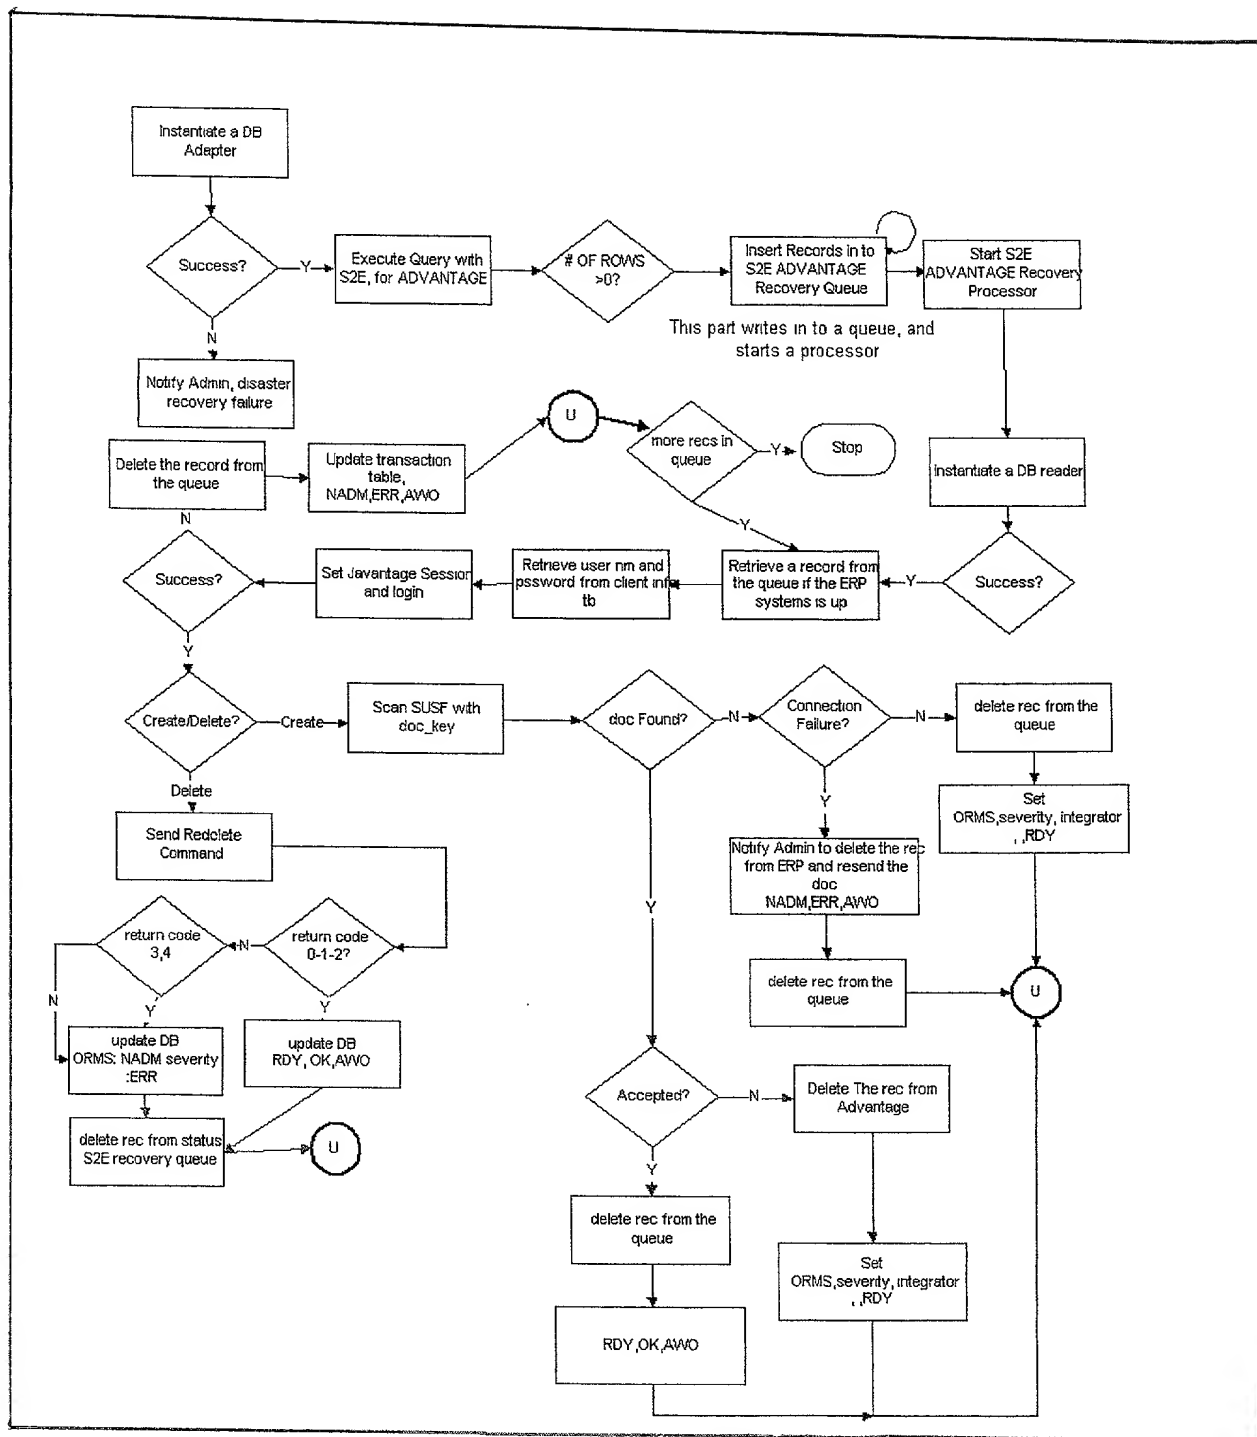 Instantiate a DB
Adapter
Success?
Y
Execute Query with
S2E, for ADVANTAGE
# OF ROWS
>0?
Insert Records in to
S2E ADVANTAGE
Recovery Queue
Start S2E
ADVANTAGE Recovery
Processor
N
This part writes in to a queue, and
starts a processor
Notify Admin, disaster
recovery failure
Delete the record from
the queue
Update transaction
table,
NADM,ERR,AWO
U
more recs in
queue
Y
Stop
Instantiate a DB reader
N
Y
Success?
Set Javantage Session
and login
Retrieve user nm and
pssword from client inf
tb
Retrieve a record from
the queue if the ERP
systems is up
Y
Success?
Y
Create/Delete?
Create
Scan SUSF with
doc_key
doc Found?
N
Connection
Failure?
N
delete rec from the
queue
Delete
Send Redclete
Command
Y
Y
Set
ORMS,severity, integrator
, ,RDY
Notify Admin to delete the rec
from ERP and resend the
doc
NADM,ERR,AWO
return code
3,4
N
return code
0-1-2?
delete rec from the
queue
U
N
Y
Y
update DB
ORMS: NADM severity
:ERR
update DB
RDY, OK,AWO
Accepted?
N
Delete The rec from
Advantage
delete rec from status
S2E recovery queue
U
Y
delete rec from the
queue
Set
ORMS,severity, integrator
, ,RDY
RDY,OK,AWO